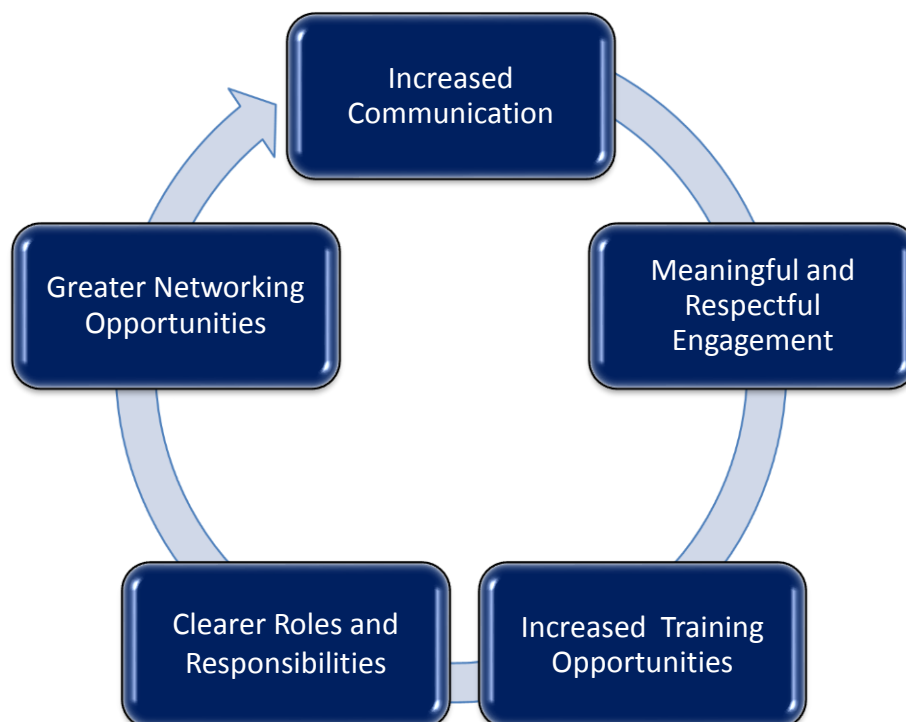 Increased
Communication
Meaningful and
Respectful
Engagement
Increased  Training
Opportunities
Clearer Roles and
Responsibilities
Greater Networking
Opportunities